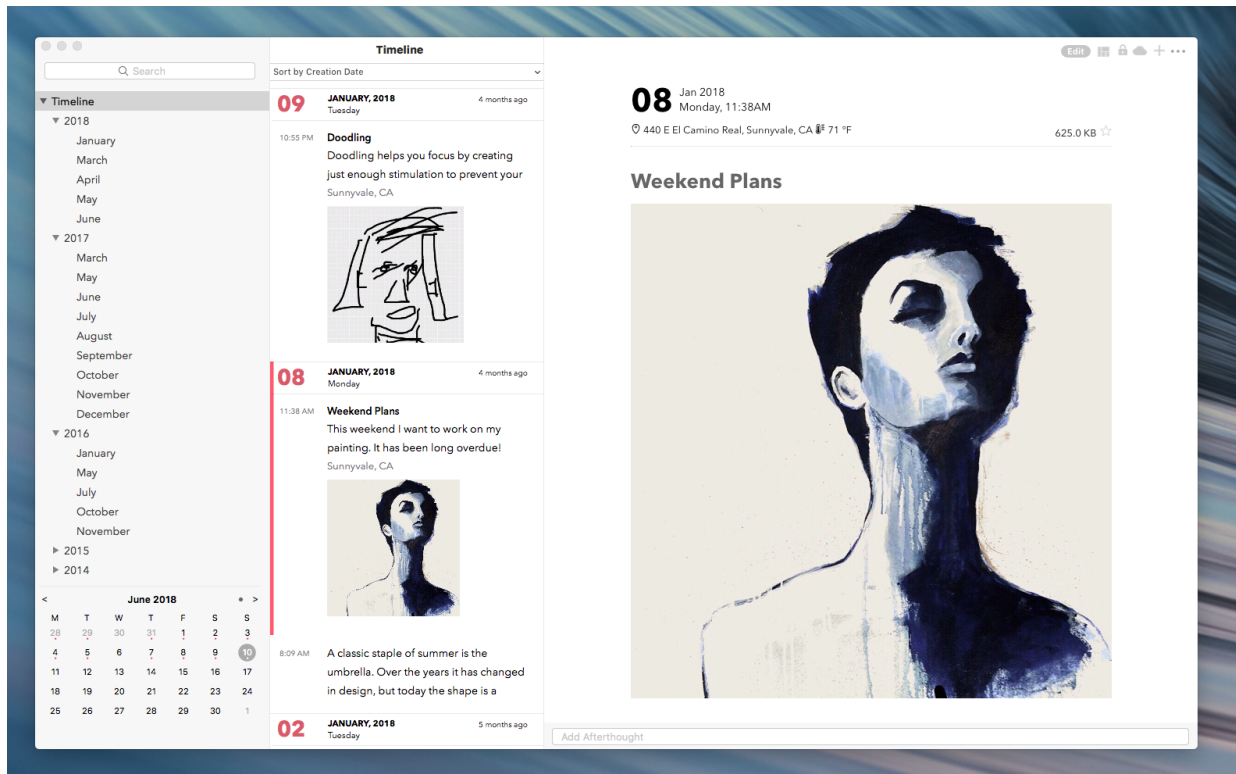 Search
Timeline
2018
January
March
April
May
June
2017
March
May
June
July
August
September
October
November
December
2016
January
May
July
October
November
2015
2014
< June 2018 • >
M T W T F S S
28 29 30 31 1 2 3
4 5 6 7 8 9 10
11 12 13 14 15 16 17
18 19 20 21 22 23 24
25 26 27 28 29 30 1
Timeline
Sort by Creation Date
09 JANUARY, 2018 4 months ago
Tuesday
10:55 PM Doodling
Doodling helps you focus by creating
just enough stimulation to prevent your
Sunnyvale, CA
08 JANUARY, 2018 4 months ago
Monday
11:38 AM Weekend Plans
This weekend I want to work on my
painting. It has been long overdue!
Sunnyvale, CA
8:09 AM A classic staple of summer is the
umbrella. Over the years it has changed
in design, but today the shape is a
02 JANUARY, 2018 5 months ago
Tuesday
Edit
08 Jan 2018
Monday, 11:38AM
440 E El Camino Real, Sunnyvale, CA 71 °F
625.0 KB
Weekend Plans
Add Afterthought